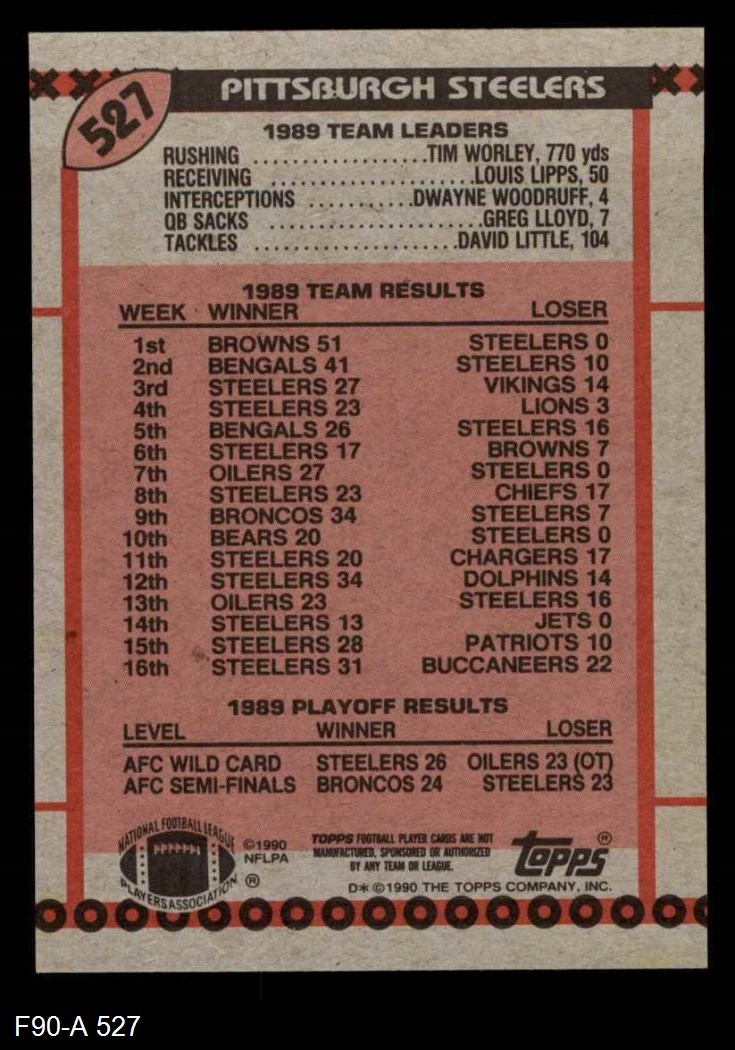 527
PITTSBURGH STEELERS
1989 TEAM LEADERS
RUSHING ..................TIM WORLEY, 770 yds
RECEIVING .......................LOUIS LIPPS, 50
INTERCEPTIONS ...........DWAYNE WOODRUFF, 4
QB SACKS ........................GREG LLOYD, 7
TACKLES .....................DAVID LITTLE, 104
1989 TEAM RESULTS
WEEK WINNER LOSER
1st BROWNS 51 STEELERS 0
2nd BENGALS 41 STEELERS 10
3rd STEELERS 27 VIKINGS 14
4th STEELERS 23 LIONS 3
5th BENGALS 26 STEELERS 16
6th STEELERS 17 BROWNS 7
7th OILERS 27 STEELERS 0
8th STEELERS 23 CHIEFS 17
9th BRONCOS 34 STEELERS 7
10th BEARS 20 STEELERS 0
11th STEELERS 20 CHARGERS 17
12th STEELERS 34 DOLPHINS 14
13th OILERS 23 STEELERS 16
14th STEELERS 13 JETS 0
15th STEELERS 28 PATRIOTS 10
16th STEELERS 31 BUCCANEERS 22
1989 PLAYOFF RESULTS
LEVEL WINNER LOSER
AFC WILD CARD STEELERS 26 OILERS 23 (OT)
AFC SEMI-FINALS BRONCOS 24 STEELERS 23
NATIONAL FOOTBALL LEAGUE
PLAYERS ASSOCIATION
®
©1990
NFLPA
TOPPS FOOTBALL PLAYER CARDS ARE NOT
MANUFACTURED, SPONSORED OR AUTHORIZED
BY ANY TEAM OR LEAGUE.
topps®
D* © 1990 THE TOPPS COMPANY, INC.
F90-A 527